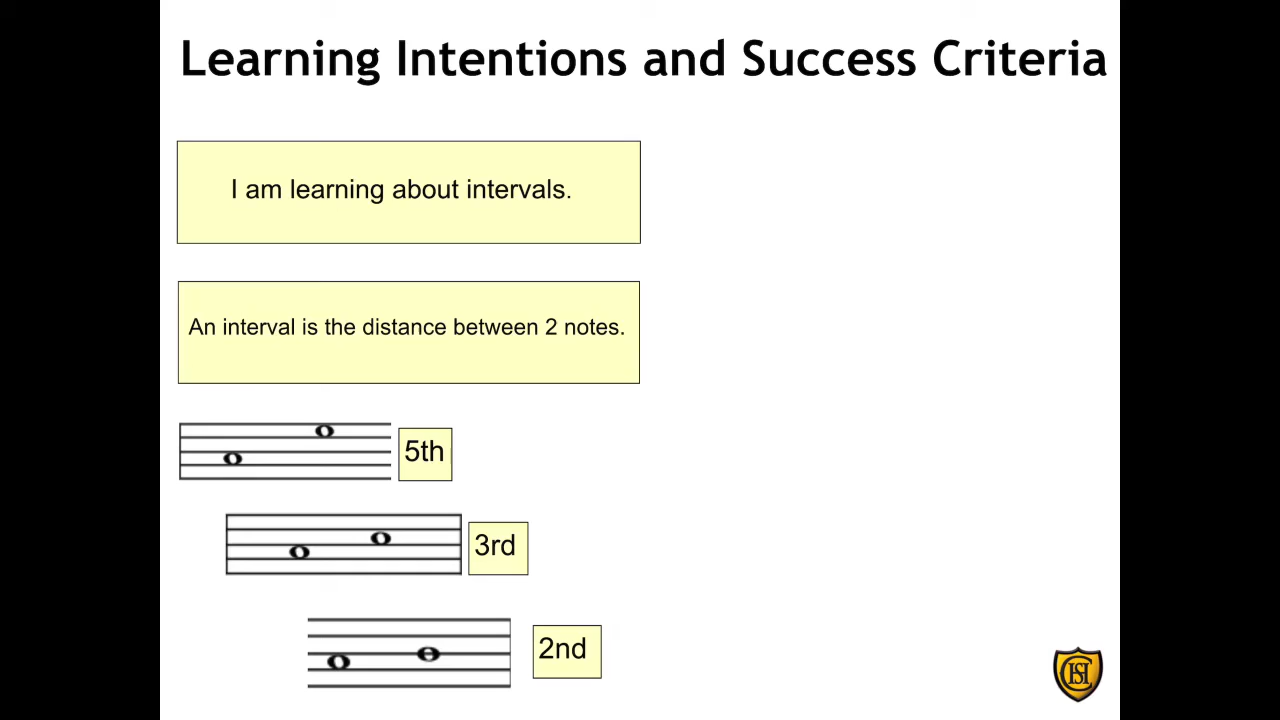 Learning Intentions and Success Criteria
I am learning about intervals.
An interval is the distance between 2 notes.
5th
3rd
2nd